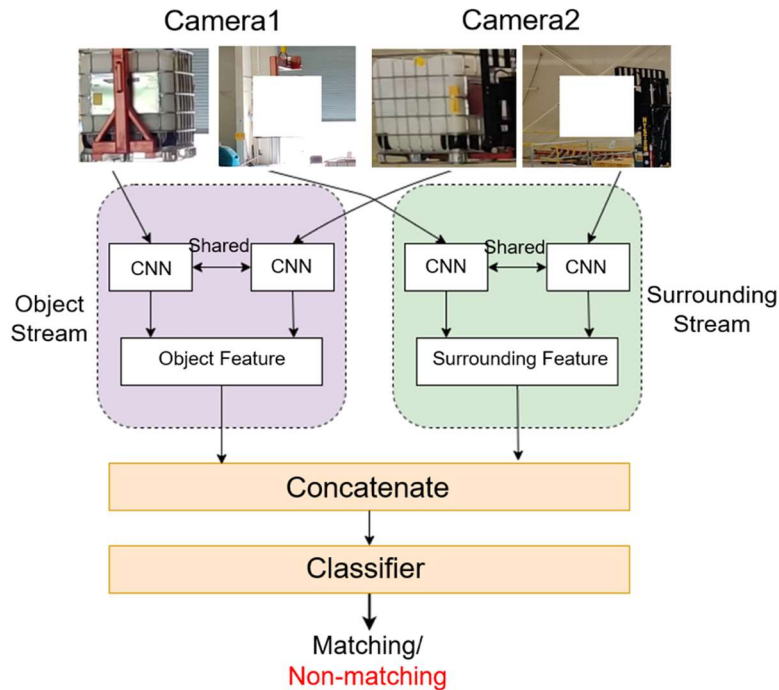 Camera1
Camera2
Object
Stream
Shared
CNN
CNN
Object Feature
Shared
CNN
CNN
Surrounding Feature
Surrounding
Stream
Concatenate
Classifier
Matching/
Non-matching